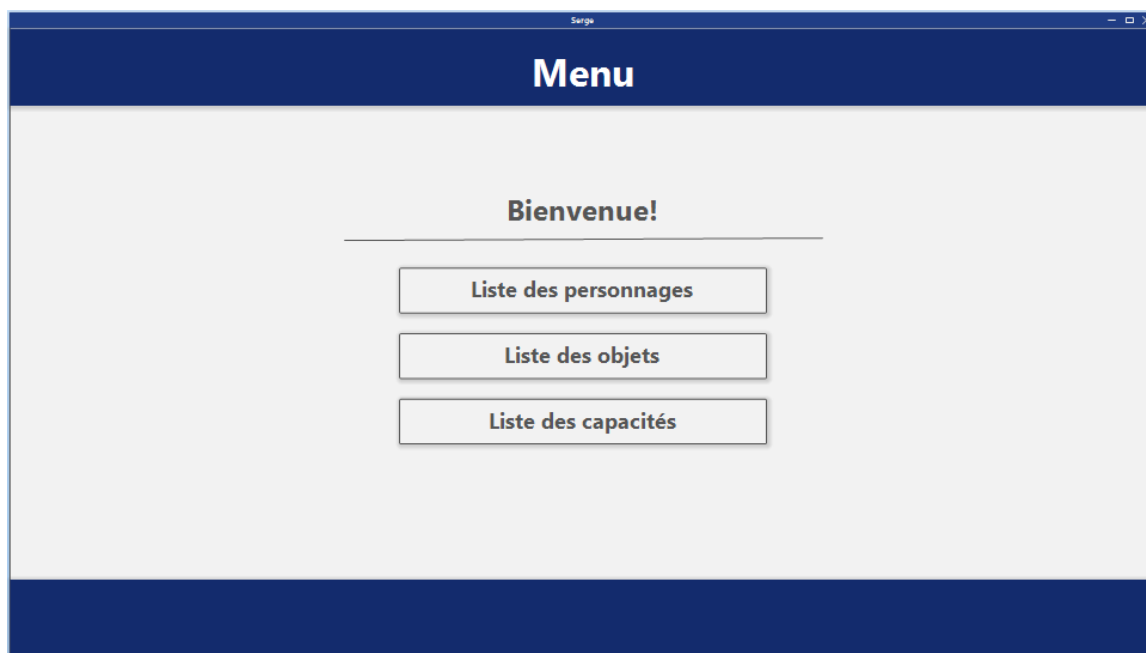 Serge
Menu
Bienvenue!
Liste des personnages
Liste des objets
Liste des capacités